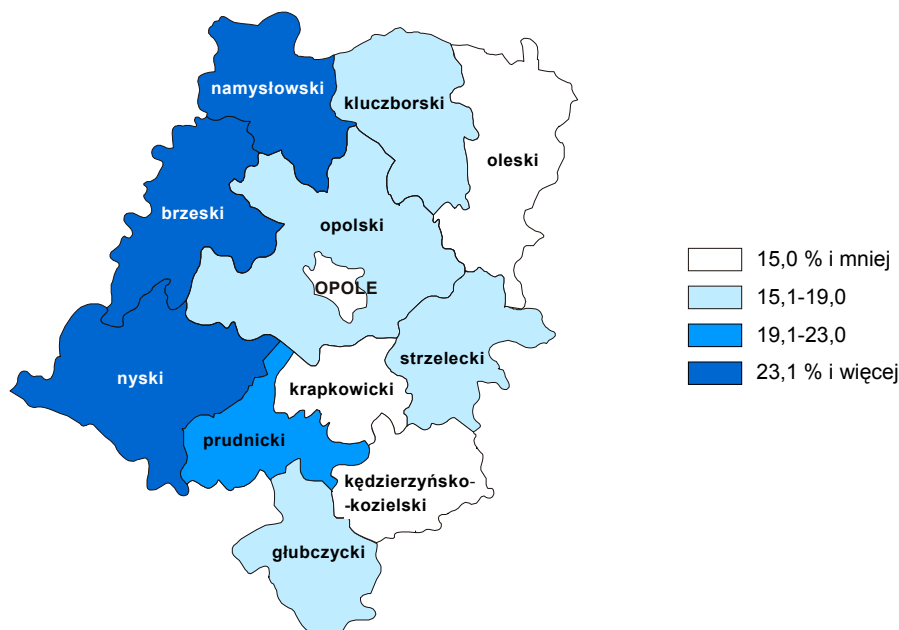 namysłowski
kluczborski
oleski
brzeski
opolski
OPOLE
strzelecki
nyski
krapkowicki
prudnicki
kędzierzyńsko-
-kozielski
głubczycki
15,0 % i mniej
15,1-19,0
19,1-23,0
23,1 % i więcej